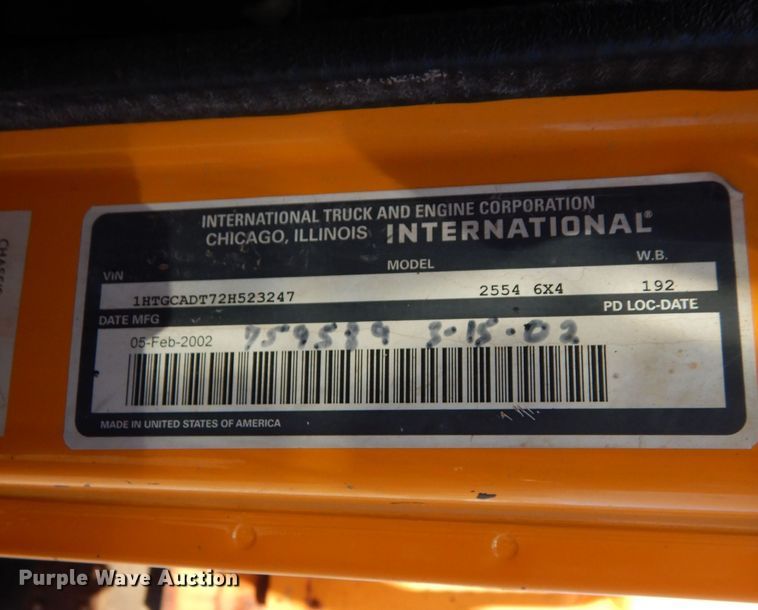 INTERNATIONAL TRUCK AND ENGINE CORPORATION
CHICAGO, ILLINOIS INTERNATIONAL®
VIN MODEL W.B.
1HTGCADT72H523247 2554 6X4 192
DATE MFG PD LOC-DATE
05-Feb-2002 759589 3-15-02
MADE IN UNITED STATES OF AMERICA
CHASSIS
Purple Wave Auction